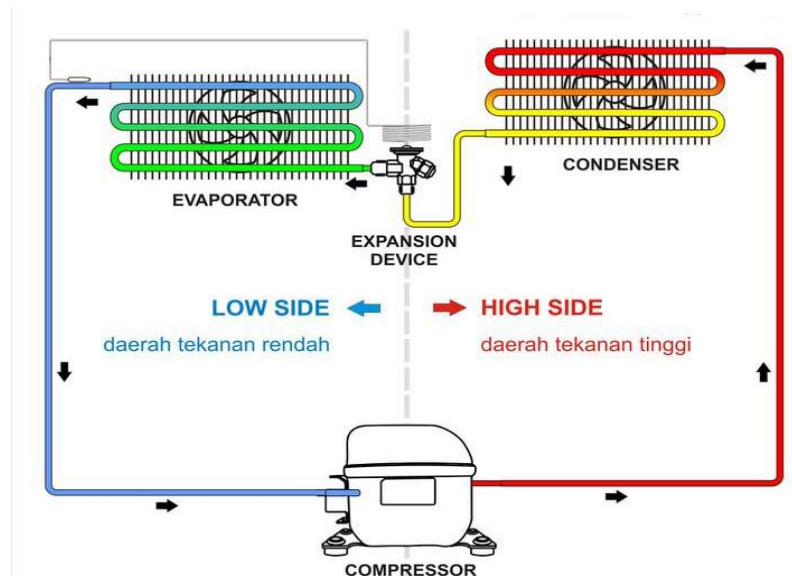 EVAPORATOR
CONDENSER
EXPANSION
DEVICE
LOW SIDE
HIGH SIDE
daerah tekanan rendah
daerah tekanan tinggi
COMPRESSOR